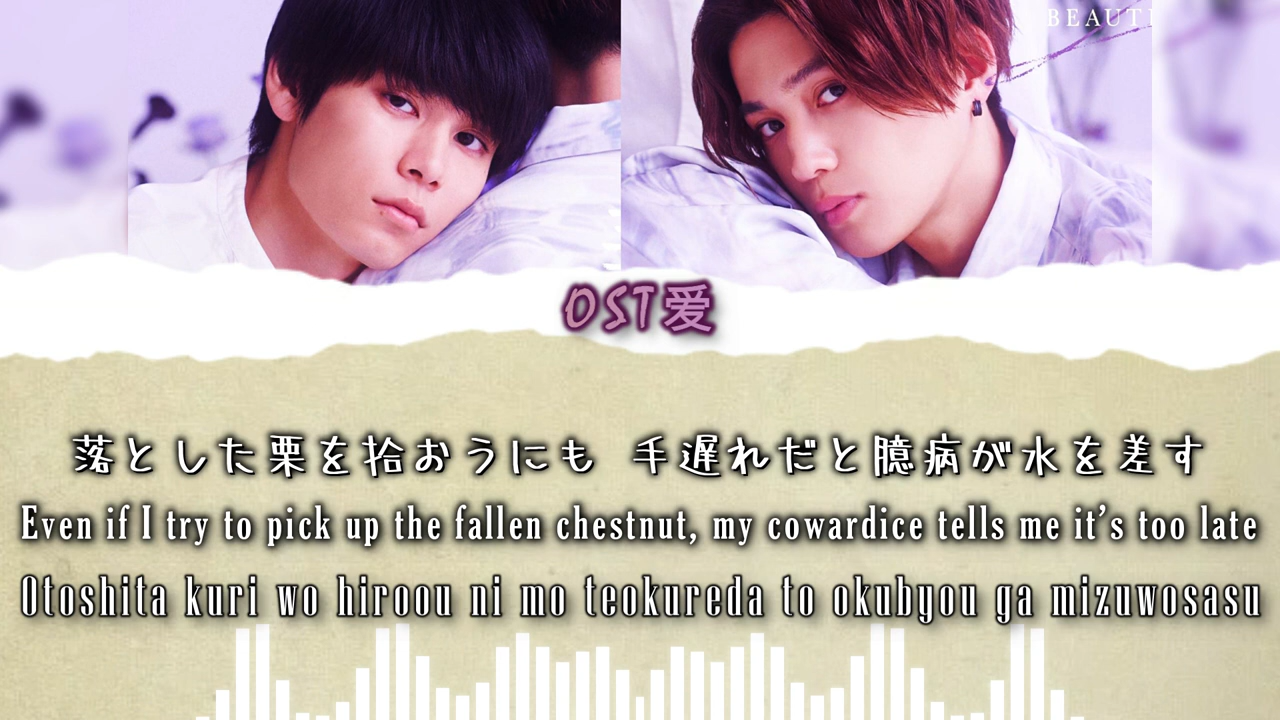 BEAUTI
OST爱
落とした栗を拾おうにも 手遅れだと臆病が水を差す
Even if I try to pick up the fallen chestnut, my cowardice tells me it’s too late
Otoshita kuri wo hiroou ni mo teokureda to okubyou ga mizuwosasu